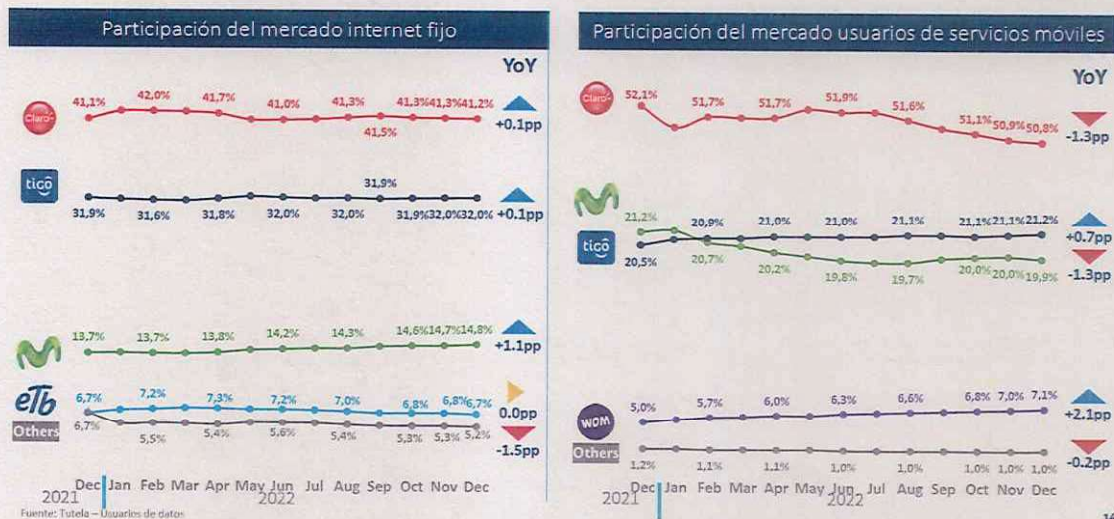 Participación del mercado internet fijo
YoY
Claro
41,1% 42,0% 41,7% 41,0% 41,3% 41,3% 41,3% 41,2%
41,5%
+0.1pp
tigo
31,9%
31,9% 31,6% 31,8% 32,0% 32,0% 31,9% 32,0% 32,0%
+0.1pp
13,7% 13,7% 13,8% 14,2% 14,3% 14,6% 14,7% 14,8%
+1.1pp
eTb
6,7% 7,2% 7,3% 7,2% 7,0% 6,8% 6,8% 6,7%
0.0pp
Others
6,7% 5,5% 5,4% 5,6% 5,4% 5,3% 5,3% 5,2%
-1.5pp
Dec Jan Feb Mar Apr May Jun Jul Aug Sep Oct Nov Dec
2021 2022
Fuente: Tutela – Usuarios de datos
Participación del mercado usuarios de servicios móviles
YoY
Claro
52,1% 51,7% 51,7% 51,9% 51,6% 51,1% 50,9% 50,8%
-1.3pp
21,2% 20,9% 21,0% 21,0% 21,1% 21,1% 21,1% 21,2%
+0.7pp
tigo
20,5% 20,7% 20,2% 19,8% 19,7% 20,0% 20,0% 19,9%
-1.3pp
WOM
5,0% 5,7% 6,0% 6,3% 6,6% 6,8% 7,0% 7,1%
+2.1pp
Others
1,2% 1,1% 1,1% 1,0% 1,0% 1,0% 1,0% 1,0%
-0.2pp
Dec Jan Feb Mar Apr May Jun Jul Aug Sep Oct Nov Dec
2021 2022